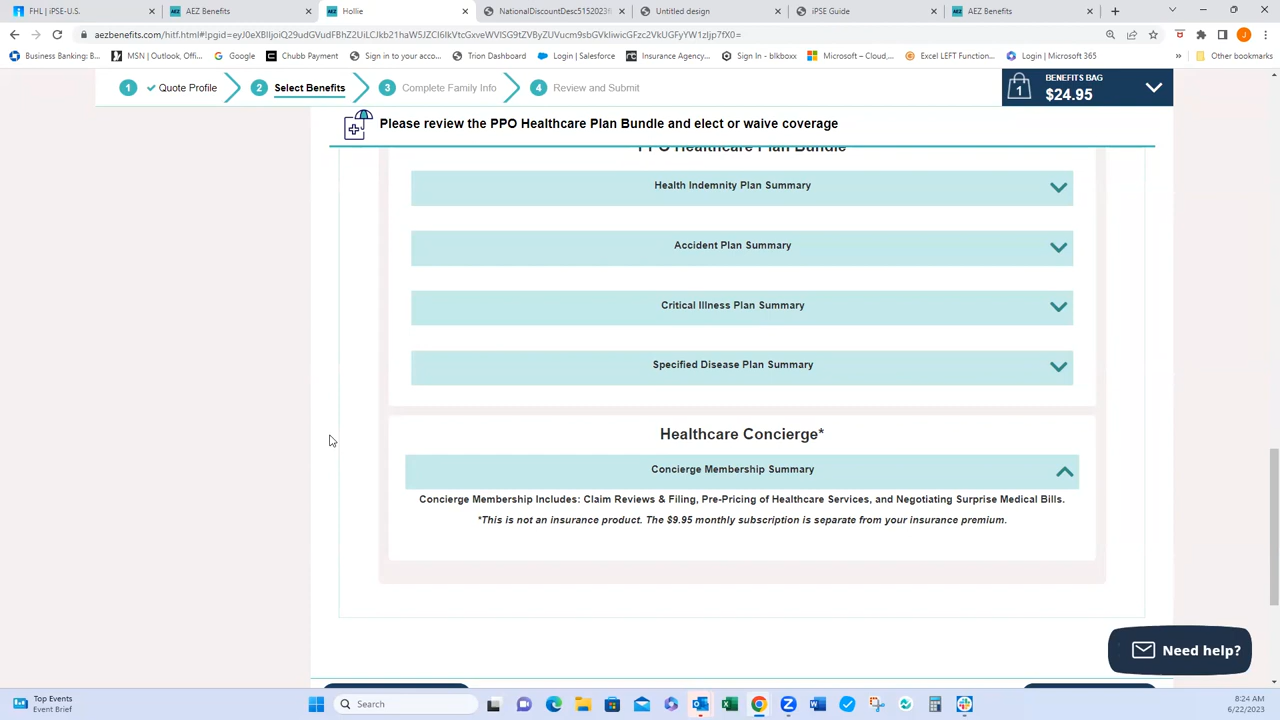 FHL | iPSE-U.S.
AEZ Benefits
Hollie
NationalDiscountDesc5152023
Untitled design
iPSE Guide
AEZ Benefits
Business Banking: B...
MSN | Outlook, Offi...
Google
Chubb Payment
Sign in to your acco...
Trion Dashboard
Login | Salesforce
Insurance Agency...
Sign In - blkboxx
Microsoft – Cloud,...
Excel LEFT Function...
Login | Microsoft 365
Other bookmarks
1 Quote Profile
2 Select Benefits
3 Complete Family Info
4 Review and Submit
1
BENEFITS BAG
$24.95
Please review the PPO Healthcare Plan Bundle and elect or waive coverage
PPO Healthcare Plan Bundle
Health Indemnity Plan Summary
Accident Plan Summary
Critical Illness Plan Summary
Specified Disease Plan Summary
Healthcare Concierge*
Concierge Membership Summary
Concierge Membership Includes: Claim Reviews & Filing, Pre-Pricing of Healthcare Services, and Negotiating Surprise Medical Bills.
*This is not an insurance product. The $9.95 monthly subscription is separate from your insurance premium.
Need help?
Top Events
Event Brief
Search
8:24 AM
6/22/2023